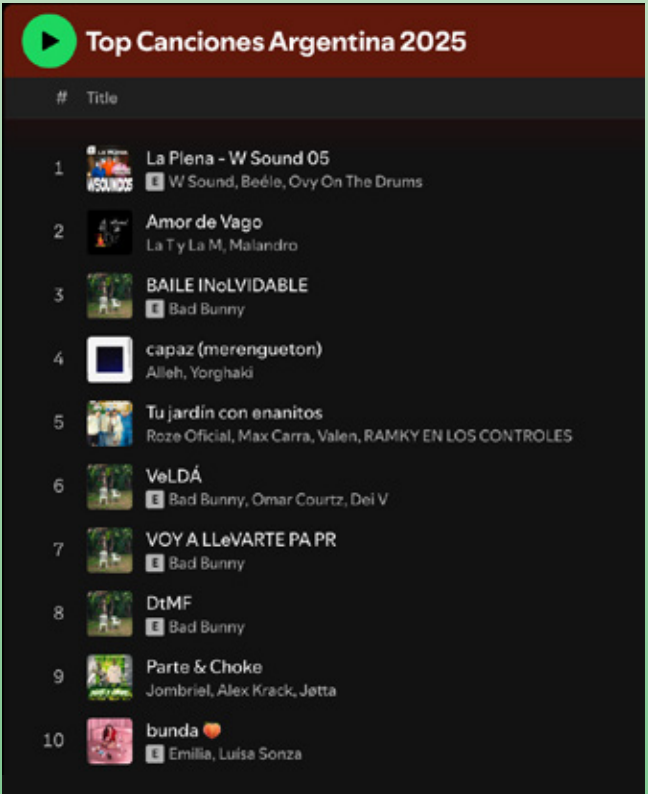 Top Canciones Argentina 2025
# Title
1
La Plena - W Sound 05
E W Sound, Beéle, Ovy On The Drums
2
Amor de Vago
La T y La M, Malandro
3
BAILE INoLVIDABLE
E Bad Bunny
4
capaz (merengueton)
Alleh, Yorghaki
5
Tu jardín con enanitos
Roze Oficial, Max Carra, Valen, RAMKY EN LOS CONTROLES
6
VeLDÁ
E Bad Bunny, Omar Courtz, Dei V
7
VOY A LLeVARTE PA PR
E Bad Bunny
8
DtMF
E Bad Bunny
9
Parte & Choke
Jombriel, Alex Krack, Jøtta
10
bunda 🍑
E Emilia, Luísa Sonza